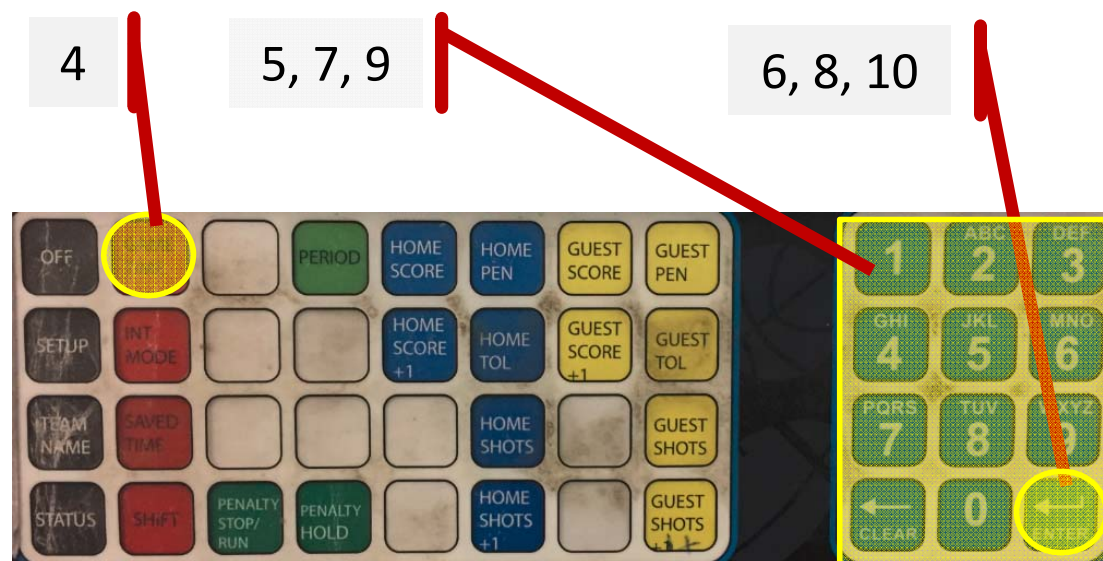 4
5, 7, 9
6, 8, 10
OFF
PERIOD
HOME
SCORE
HOME
PEN
GUEST
SCORE
GUEST
PEN
SETUP
INT
MODE
HOME
SCORE
+1
HOME
TOL
GUEST
SCORE
+1
GUEST
TOL
TEAM
NAME
SAVED
TIME
HOME
SHOTS
GUEST
SHOTS
STATUS
SHIFT
PENALTY
STOP/
RUN
PENALTY
HOLD
HOME
SHOTS
+1
GUEST
SHOTS
+1
1
ABC
2
DEF
3
GHI
4
JKL
5
MNO
6
PQRS
7
TUV
8
WXYZ
9
CLEAR
0
ENTER